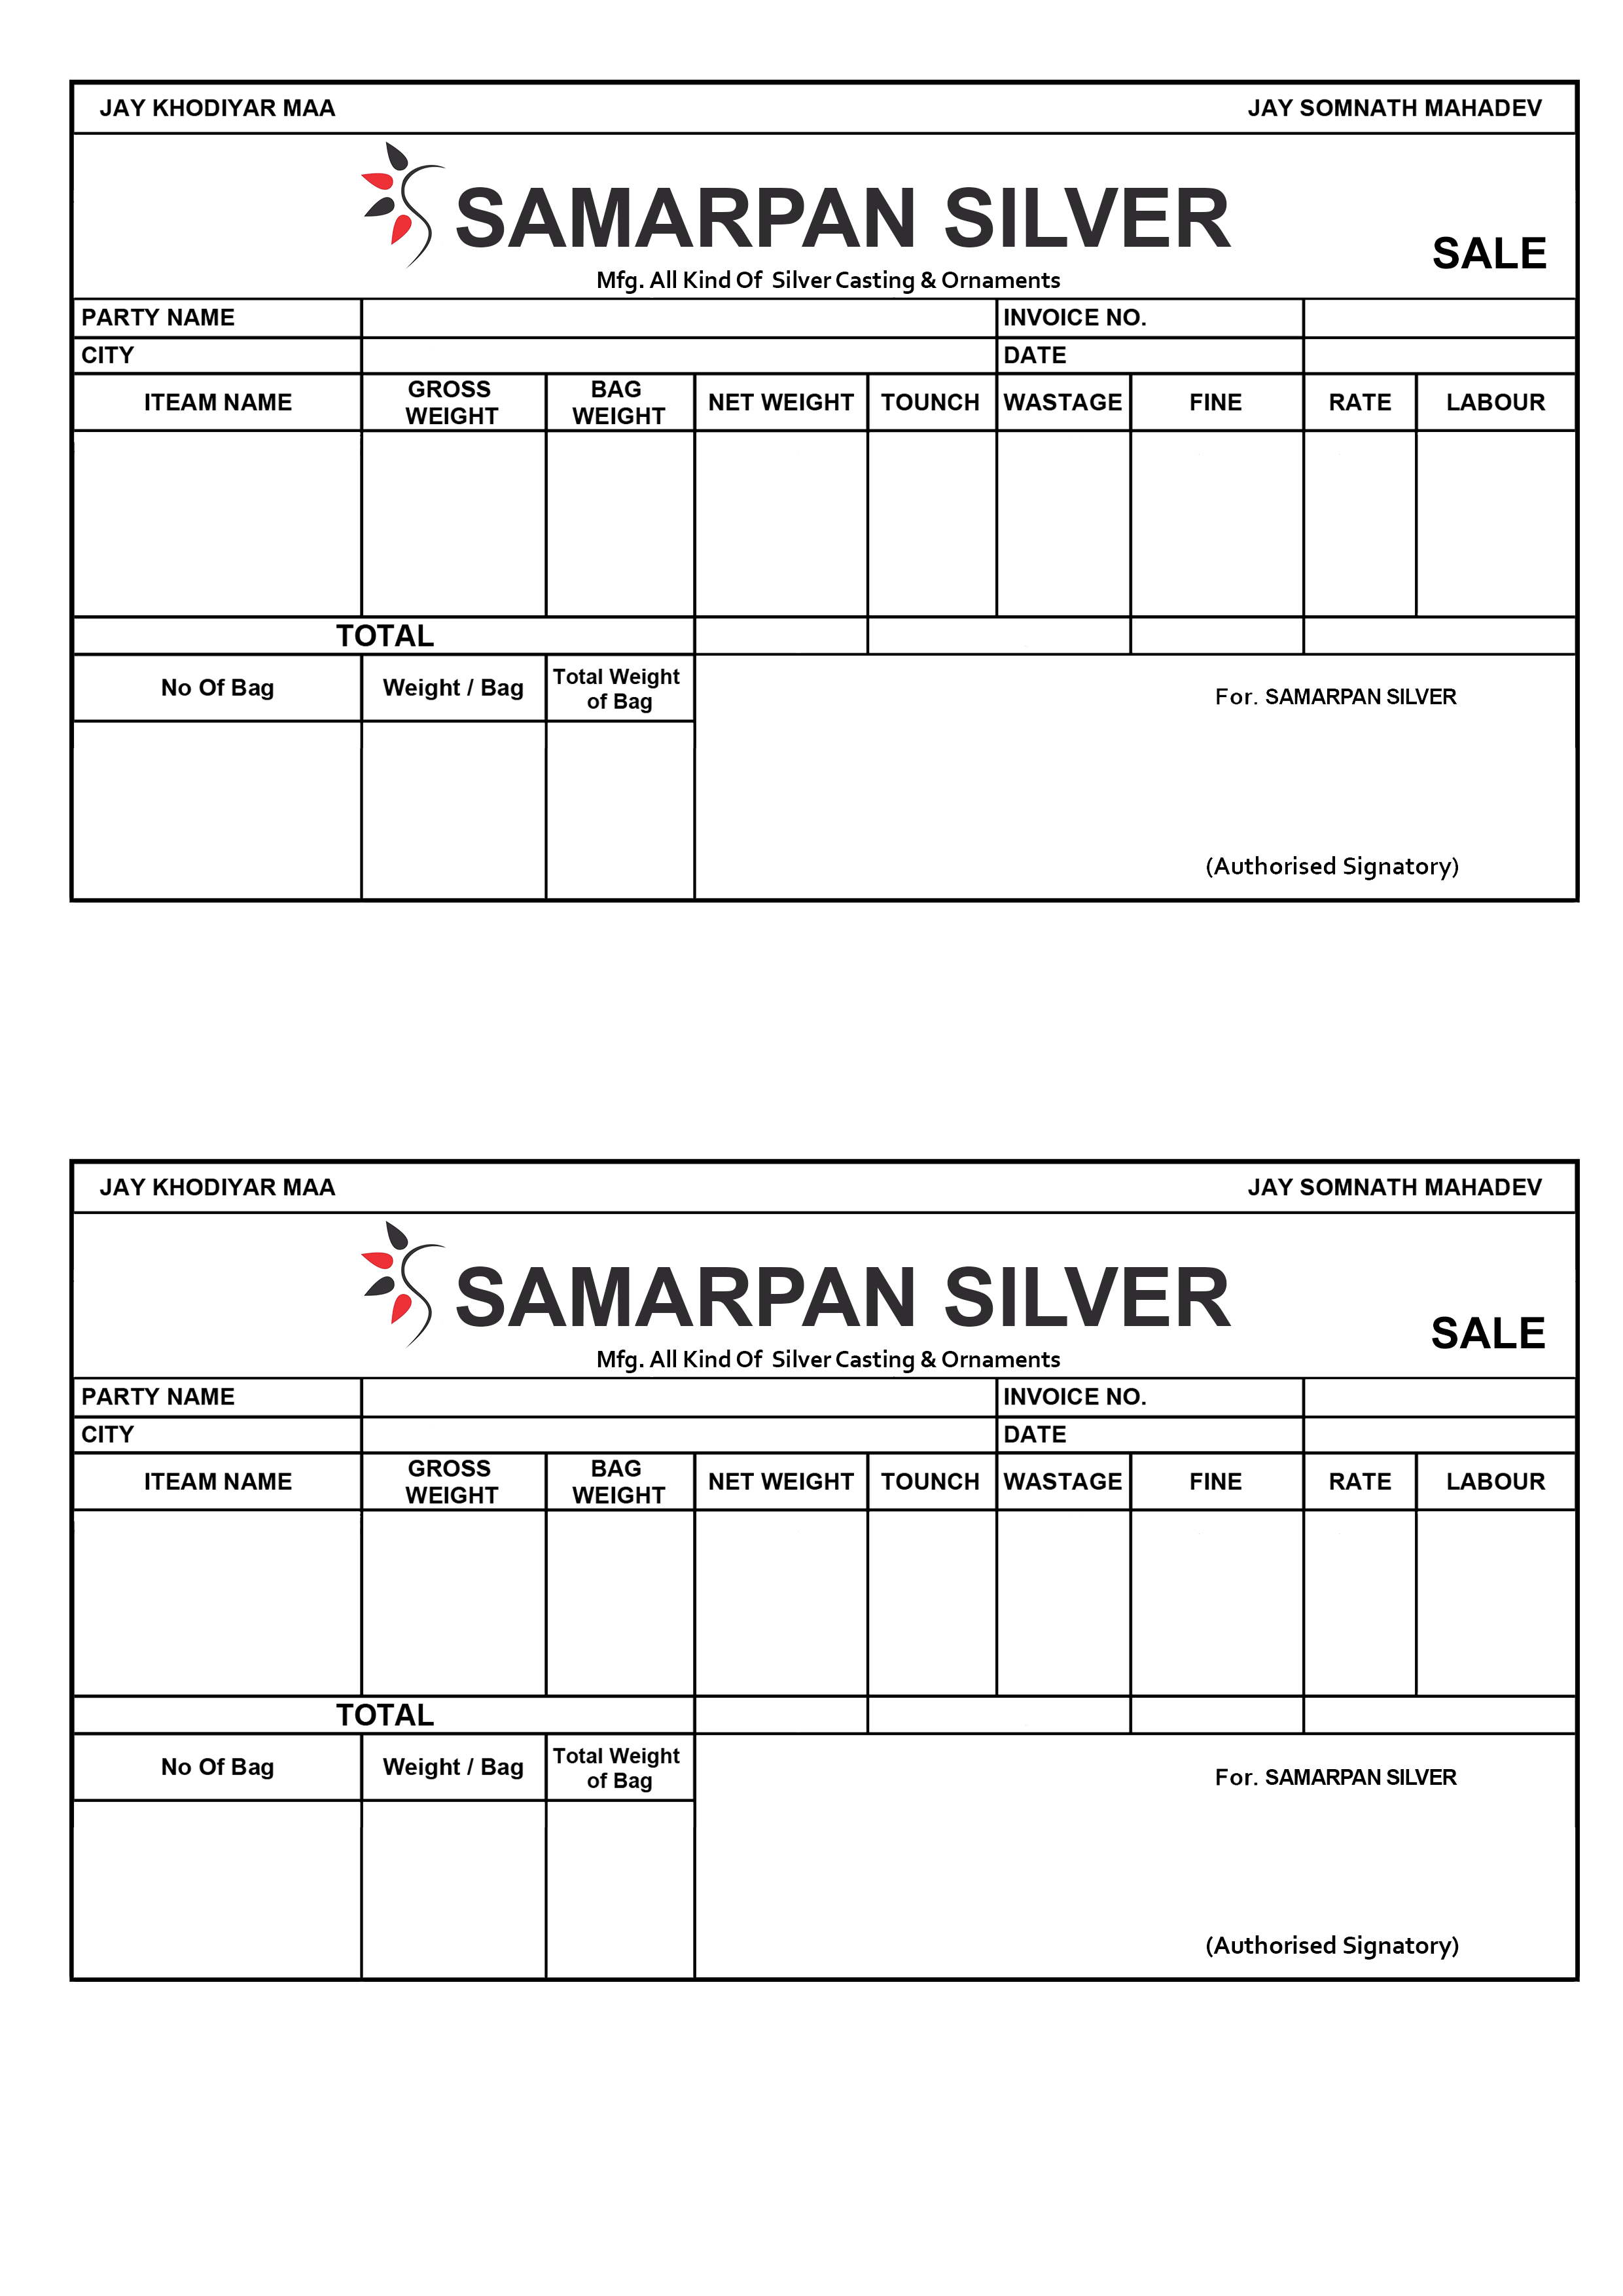 JAY KHODIYAR MAA JAY SOMNATH MAHADEV
SAMARPAN SILVER
SALE
Mfg. All Kind Of Silver Casting & Ornaments
PARTY NAME INVOICE NO.
CITY DATE
ITEAM NAME GROSS WEIGHT BAG WEIGHT NET WEIGHT TOUNCH WASTAGE FINE RATE LABOUR
TOTAL
No Of Bag Weight / Bag Total Weight of Bag
For. SAMARPAN SILVER
(Authorised Signatory)
JAY KHODIYAR MAA JAY SOMNATH MAHADEV
SAMARPAN SILVER
SALE
Mfg. All Kind Of Silver Casting & Ornaments
PARTY NAME INVOICE NO.
CITY DATE
ITEAM NAME GROSS WEIGHT BAG WEIGHT NET WEIGHT TOUNCH WASTAGE FINE RATE LABOUR
TOTAL
No Of Bag Weight / Bag Total Weight of Bag
For. SAMARPAN SILVER
(Authorised Signatory)